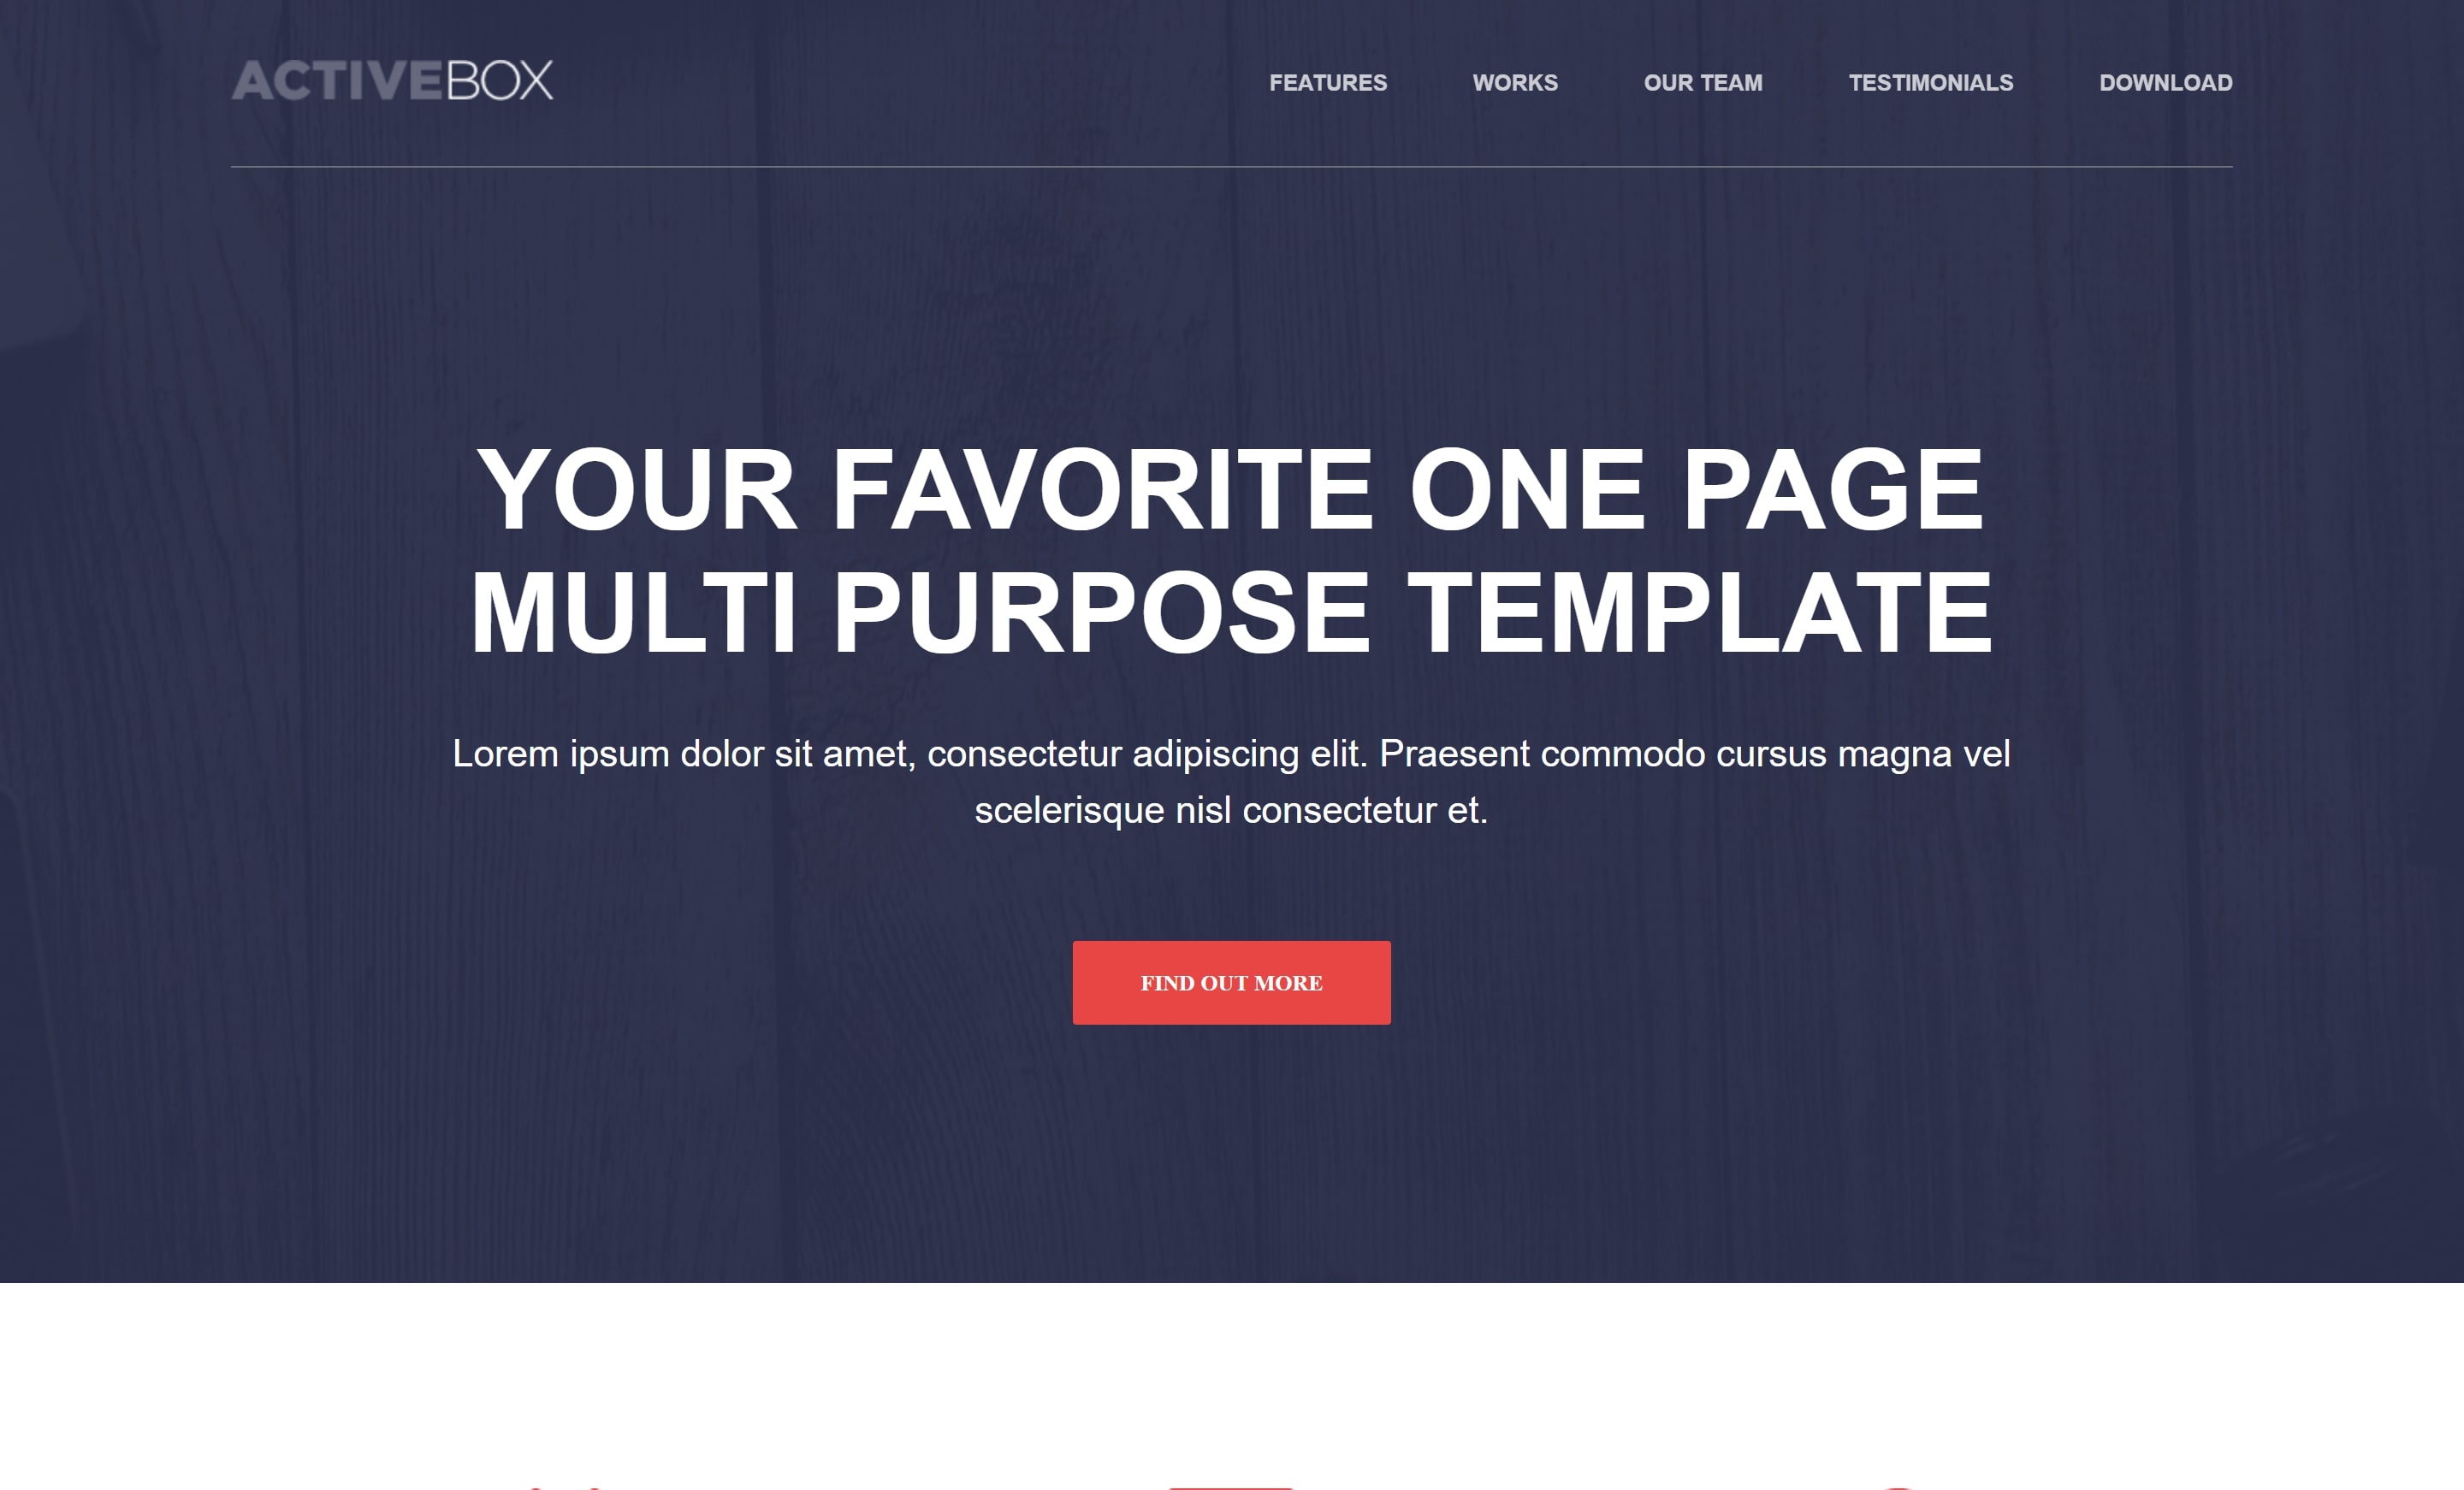 ACTIVEBOX
FEATURES WORKS OUR TEAM TESTIMONIALS DOWNLOAD
YOUR FAVORITE ONE PAGE
MULTI PURPOSE TEMPLATE
Lorem ipsum dolor sit amet, consectetur adipiscing elit. Praesent commodo cursus magna vel
scelerisque nisl consectetur et.
FIND OUT MORE